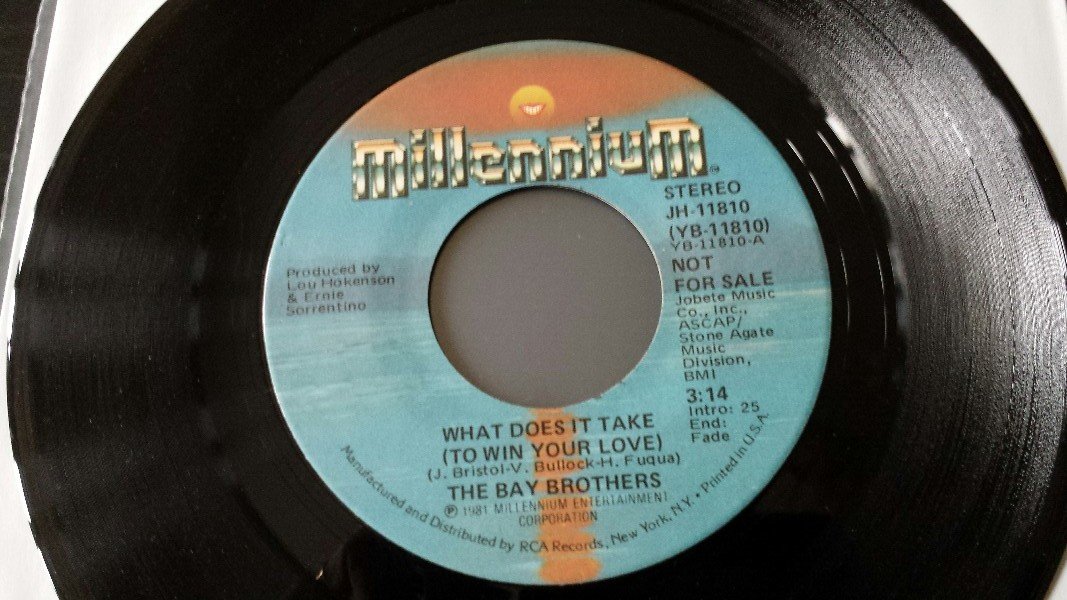 millennium
STEREO
JH-11810
(YB-11810)
YB-11810-A
NOT
FOR SALE
Jobete Music
Co., Inc.,
ASCAP/
Stone Agate
Music
Division,
BMI
3:14
Intro: 25
End:
Fade
Produced by
Lou Hokenson
& Ernie
Sorrentino
WHAT DOES IT TAKE
(TO WIN YOUR LOVE)
(J. Bristol-V. Bullock-H. Fuqua)
THE BAY BROTHERS
℗ 1981 MILLENNIUM ENTERTAINMENT
CORPORATION
Manufactured and Distributed by RCA Records, New York, N.Y. • Printed in U.S.A.